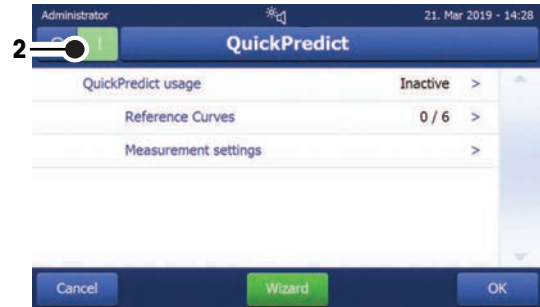 Administrator 21. Mar 2019 - 14:28
2 I QuickPredict
QuickPredict usage Inactive >
Reference Curves 0 / 6 >
Measurement settings >
Cancel Wizard OK